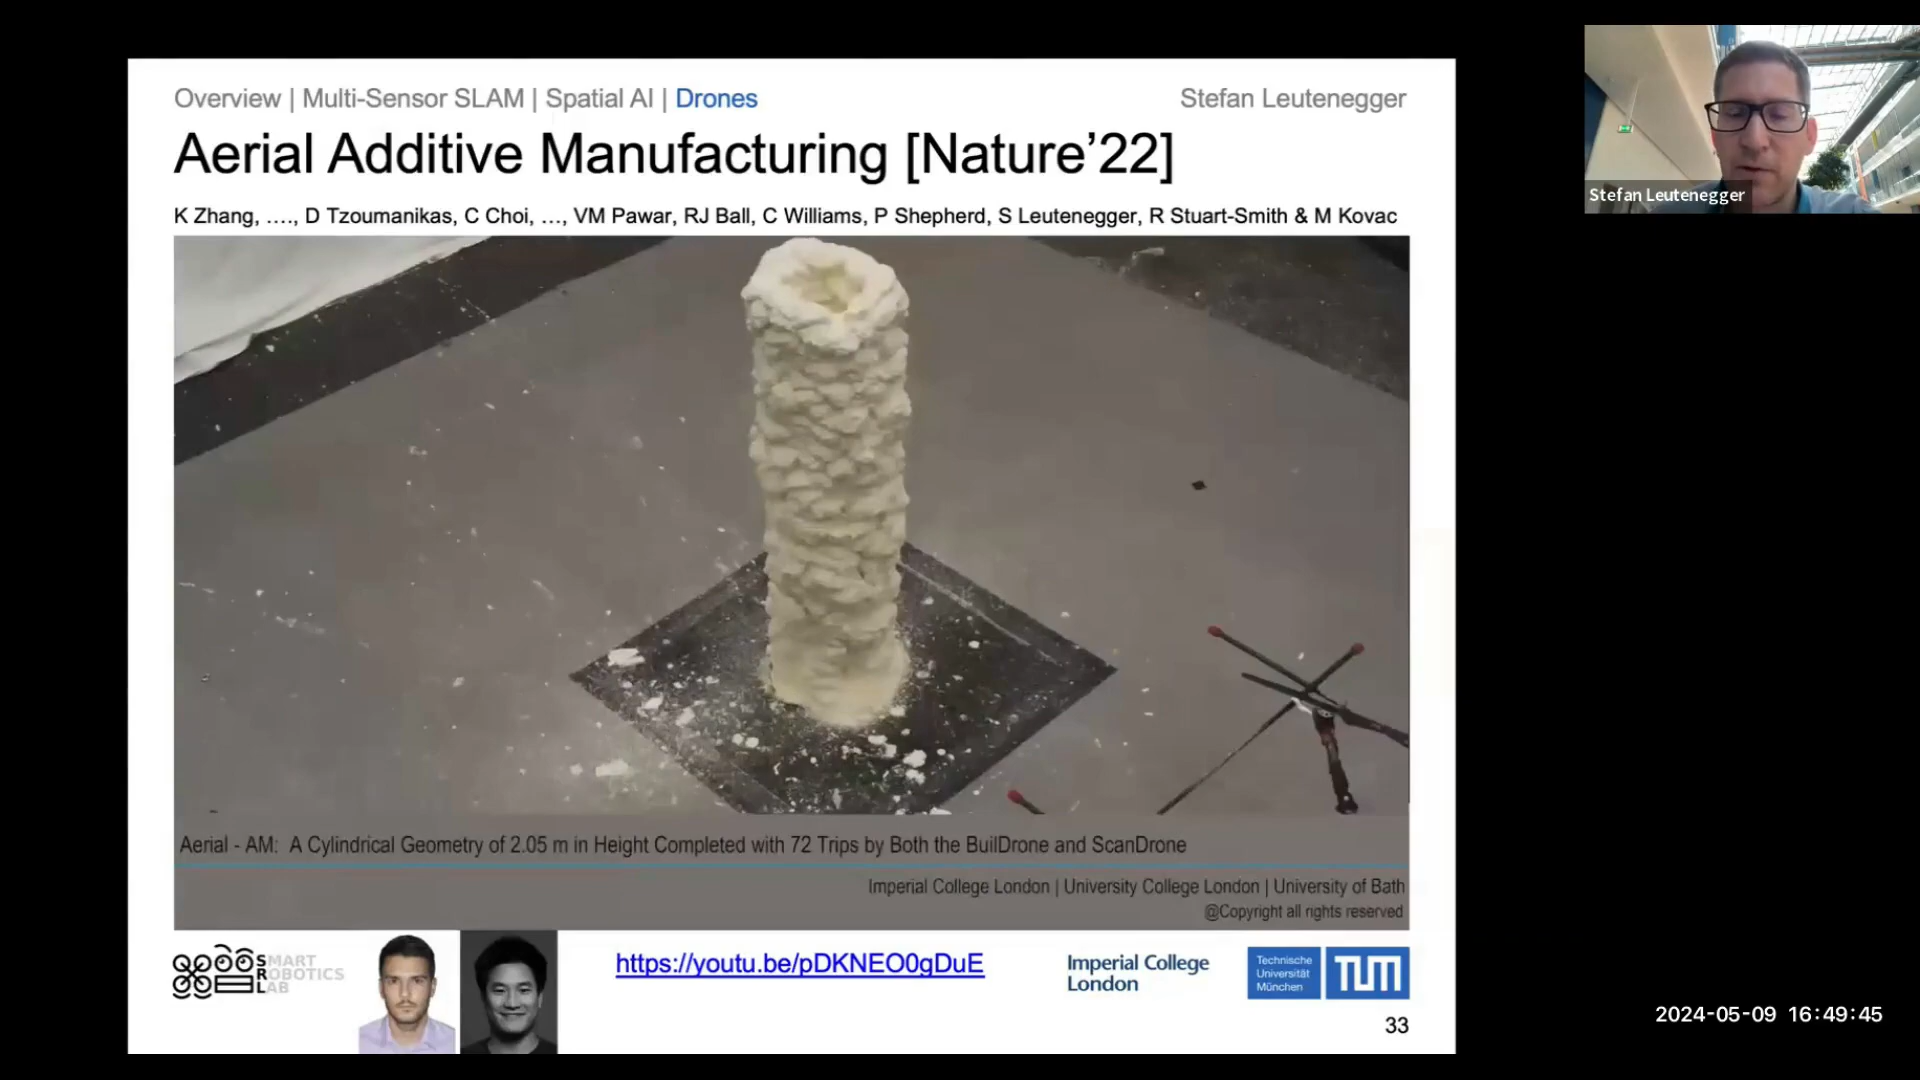 Overview | Multi-Sensor SLAM | Spatial AI | Drones
Stefan Leutenegger
Aerial Additive Manufacturing [Nature’22]
K Zhang, …., D Tzoumanikas, C Choi, …, VM Pawar, RJ Ball, C Williams, P Shepherd, S Leutenegger, R Stuart-Smith & M Kovac
Stefan Leutenegger
Aerial - AM: A Cylindrical Geometry of 2.05 m in Height Completed with 72 Trips by Both the BuilDrone and ScanDrone
Imperial College London | University College London | University of Bath
@Copyright all rights reserved
SMART
ROBOTICS
LAB
https://youtu.be/pDKNEO0gDuE
Imperial College
London
Technische
Universität
München
TUM
33
2024-05-09 16:49:45